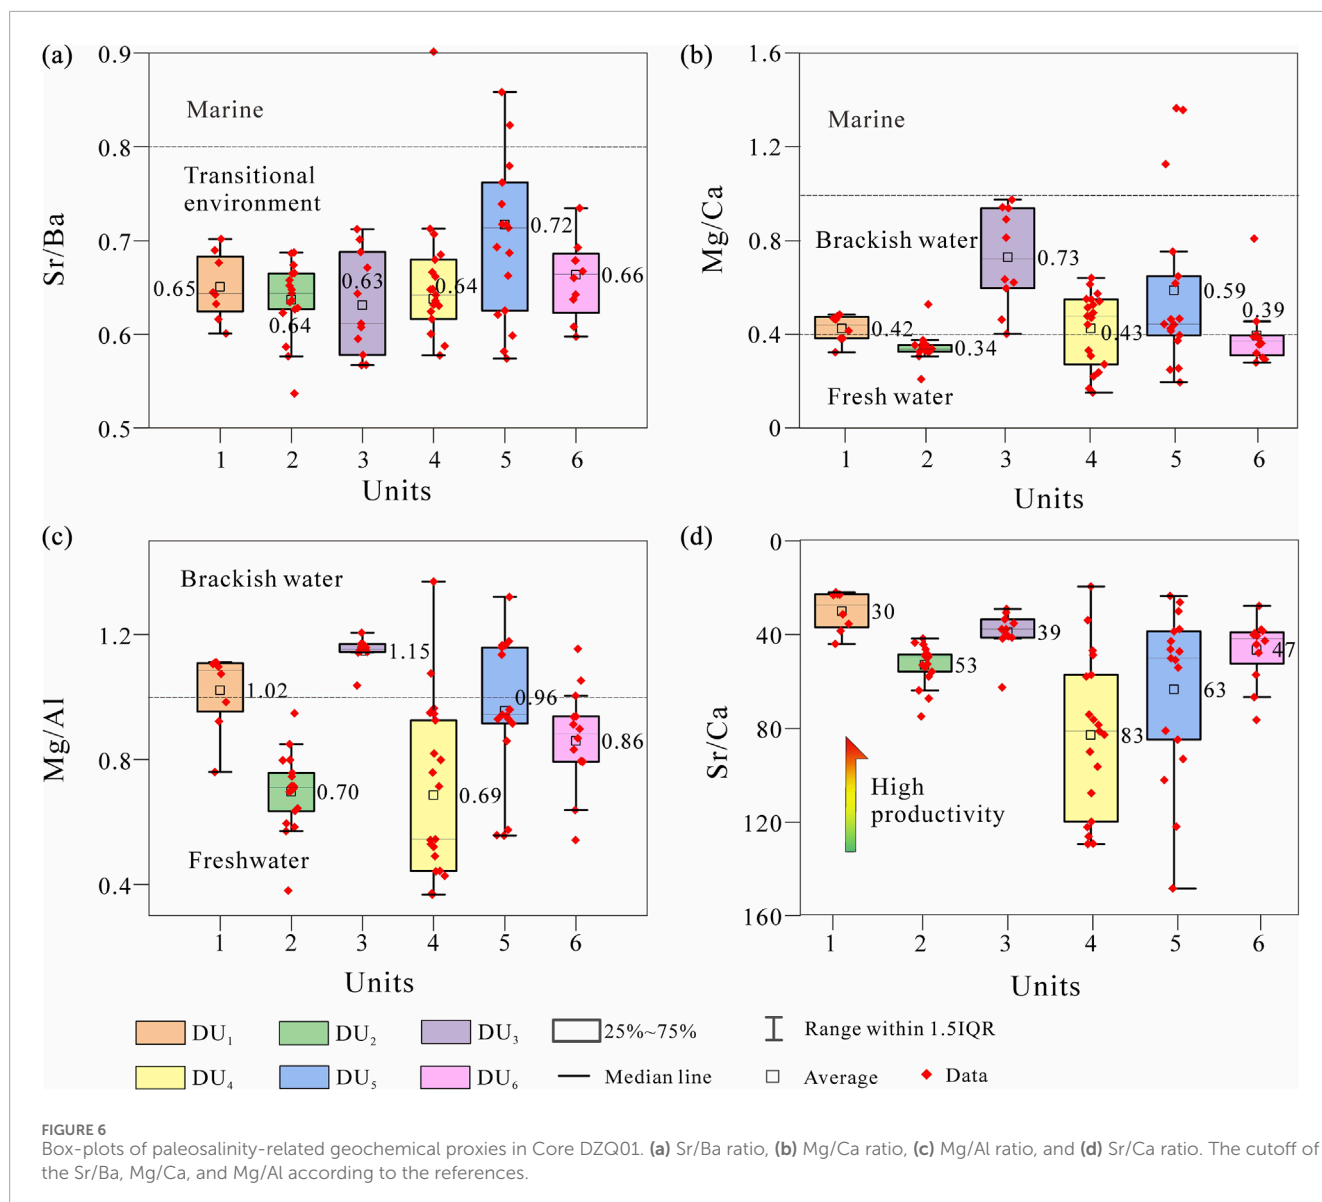 (a)
0.9
0.8
0.7
0.6
0.5
Sr/Ba
Marine
Transitional
environment
0.65
0.64
0.63
0.64
0.72
0.66
1 2 3 4 5 6
Units
(b)
1.6
1.2
0.8
0.4
0
Mg/Ca
Marine
Brackish water
Fresh water
0.42
0.34
0.73
0.43
0.59
0.39
1 2 3 4 5 6
Units
(c)
1.2
0.8
0.4
Mg/Al
Brackish water
Freshwater
1.02
0.70
1.15
0.69
0.96
0.86
1 2 3 4 5 6
Units
(d)
0
40
80
120
160
Sr/Ca
High
productivity
30
53
39
83
63
47
1 2 3 4 5 6
Units
DU1 DU2 DU3 25%~75% Range within 1.5IQR
DU4 DU5 DU6 Median line Average Data
FIGURE 6
Box-plots of paleosalinity-related geochemical proxies in Core DZQ01. (a) Sr/Ba ratio, (b) Mg/Ca ratio, (c) Mg/Al ratio, and (d) Sr/Ca ratio. The cutoff of
the Sr/Ba, Mg/Ca, and Mg/Al according to the references.